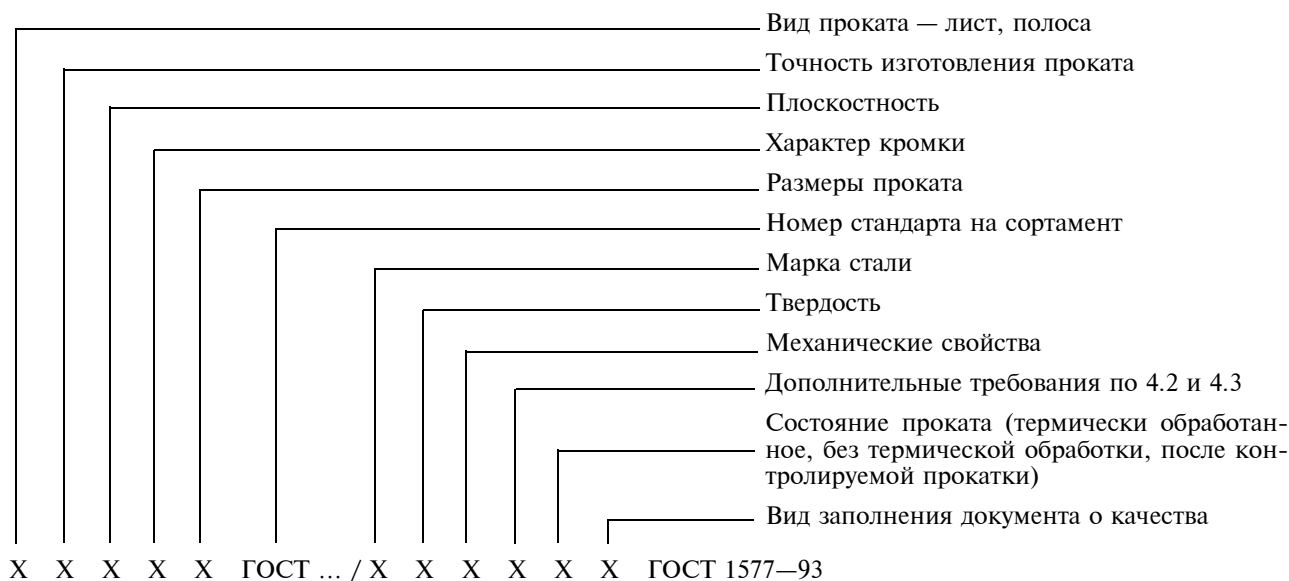 Вид проката — лист, полоса
Точность изготовления проката
Плоскостность
Характер кромки
Размеры проката
Номер стандарта на сортамент
Марка стали
Твердость
Механические свойства
Дополнительные требования по 4.2 и 4.3
Состояние проката (термически обработан-
ное, без термической обработки, после кон-
тролируемой прокатки)
Вид заполнения документа о качества
Х Х Х Х Х ГОСТ ... / Х Х Х Х Х Х ГОСТ 1577—93